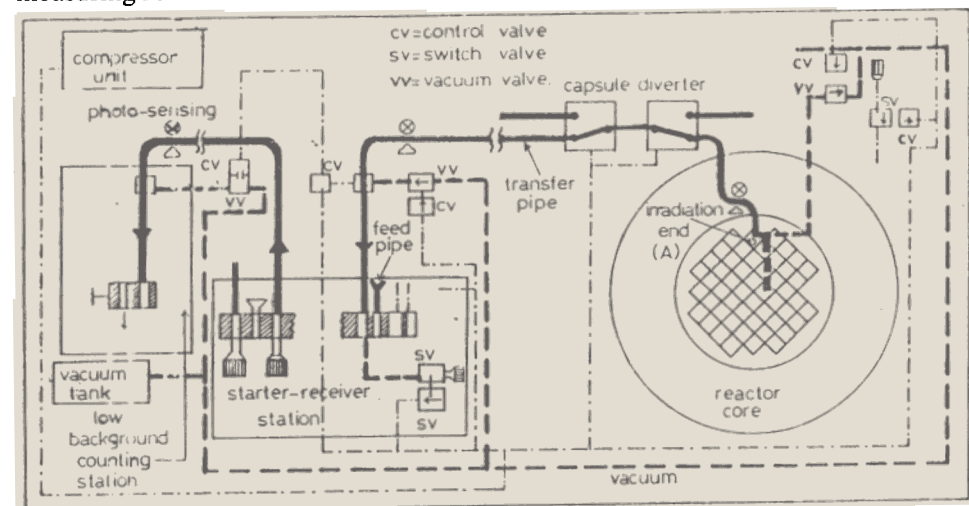 cv=control valve
sv=switch valve
vv=vacuum valve.
compressor
unit
photo-sensing
capsule diverter
cv
vv
sv
cv
cv
vv
cv
vv
cv
transfer
pipe
feed
pipe
irradiation
end
(A)
sv
sv
vacuum
tank
starter-receiver
station
reactor
core
low
background
counting
station
vacuum